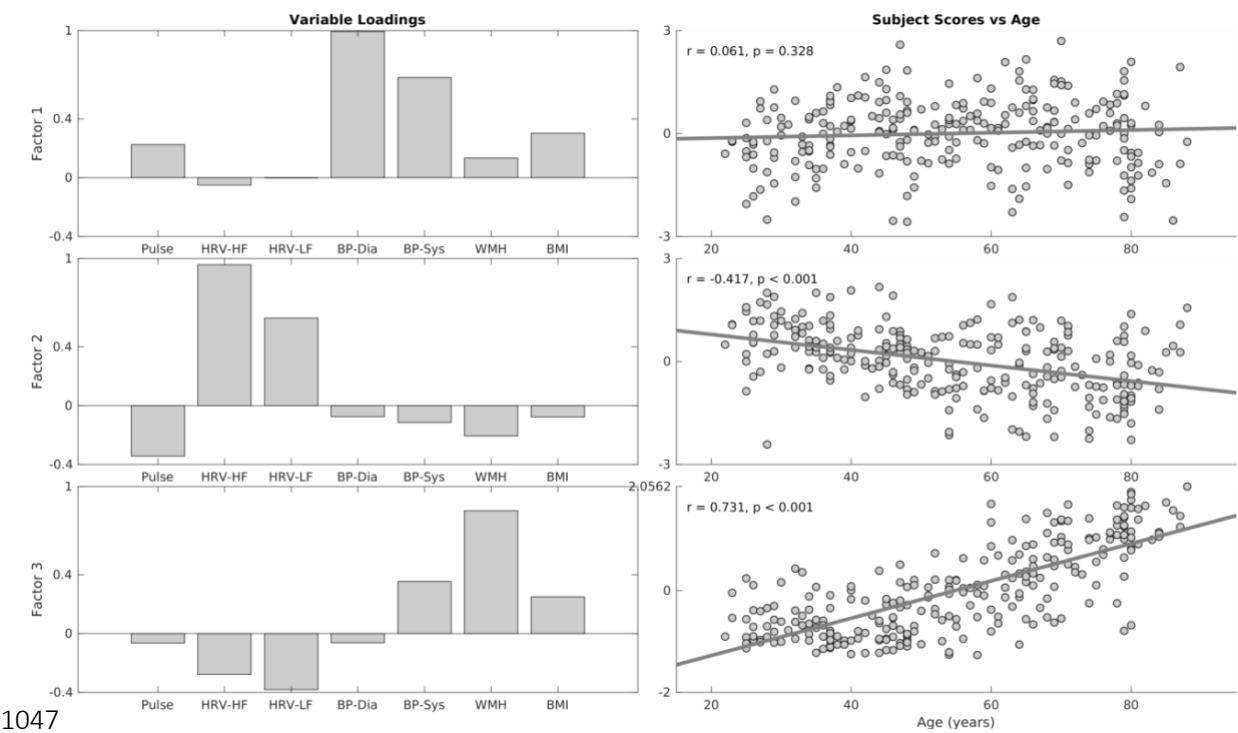 Variable Loadings
Subject Scores vs Age
1
0.4
0
-0.4
Factor 1
Pulse HRV-HF HRV-LF BP-Dia BP-Sys WMH BMI
3
0
-3
r = 0.061, p = 0.328
20 40 60 80
1
0.4
0
-0.4
Factor 2
Pulse HRV-HF HRV-LF BP-Dia BP-Sys WMH BMI
3
0
-3
r = -0.417, p < 0.001
20 40 60 80
1
0.4
0
-0.4
Factor 3
Pulse HRV-HF HRV-LF BP-Dia BP-Sys WMH BMI
2.0562
0
-2
r = 0.731, p < 0.001
20 40 60 80
Age (years)
1047